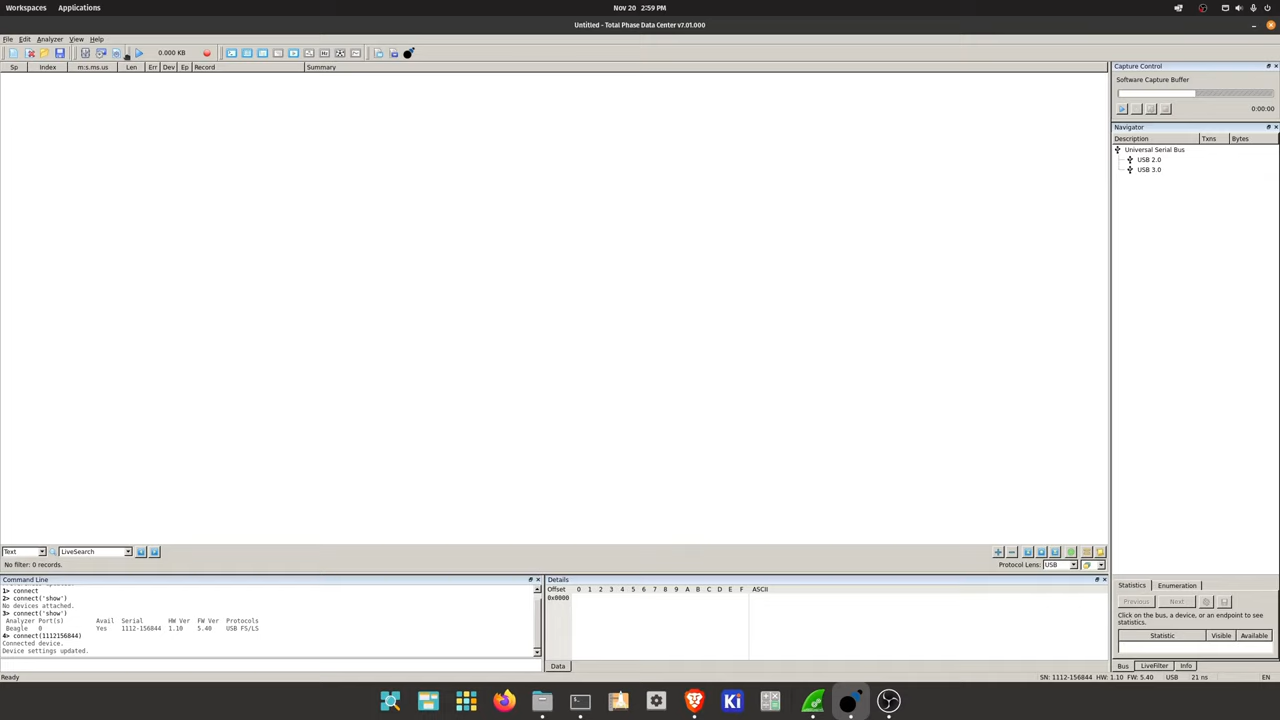 Workspaces Applications Nov 20 2:59 PM
Untitled - Total Phase Data Center v7.01.000
File Edit Analyzer View Help
0.000 KB
Sp Index m:s.ms.us Len Err Dev Ep Record Summary
Capture Control
Software Capture Buffer
0:00:00
Navigator
Description Txns Bytes
Universal Serial Bus
USB 2.0
USB 3.0
Text LiveSearch
No filter: 0 records. Protocol Lens: USB
Command Line
1> connect
2> connect('show')
No devices attached.
3> connect('show')
Analyzer Port(s) Avail Serial HW Ver FW Ver Protocols
Beagle 0 Yes 1112-156844 1.10 5.40 USB FS/LS
4> connect(1112156844)
Connected device.
Device settings updated.
Details
Offset 0 1 2 3 4 5 6 7 8 9 A B C D E F ASCII
0x0000
Data
Statistics Enumeration
Previous Next
Click on the bus, a device, or an endpoint to see
statistics.
Statistic Visible Available
Bus LiveFilter Info
Ready SN: 1112-156844 HW: 1.10 FW: 5.40 USB 21 ns EN
Ki